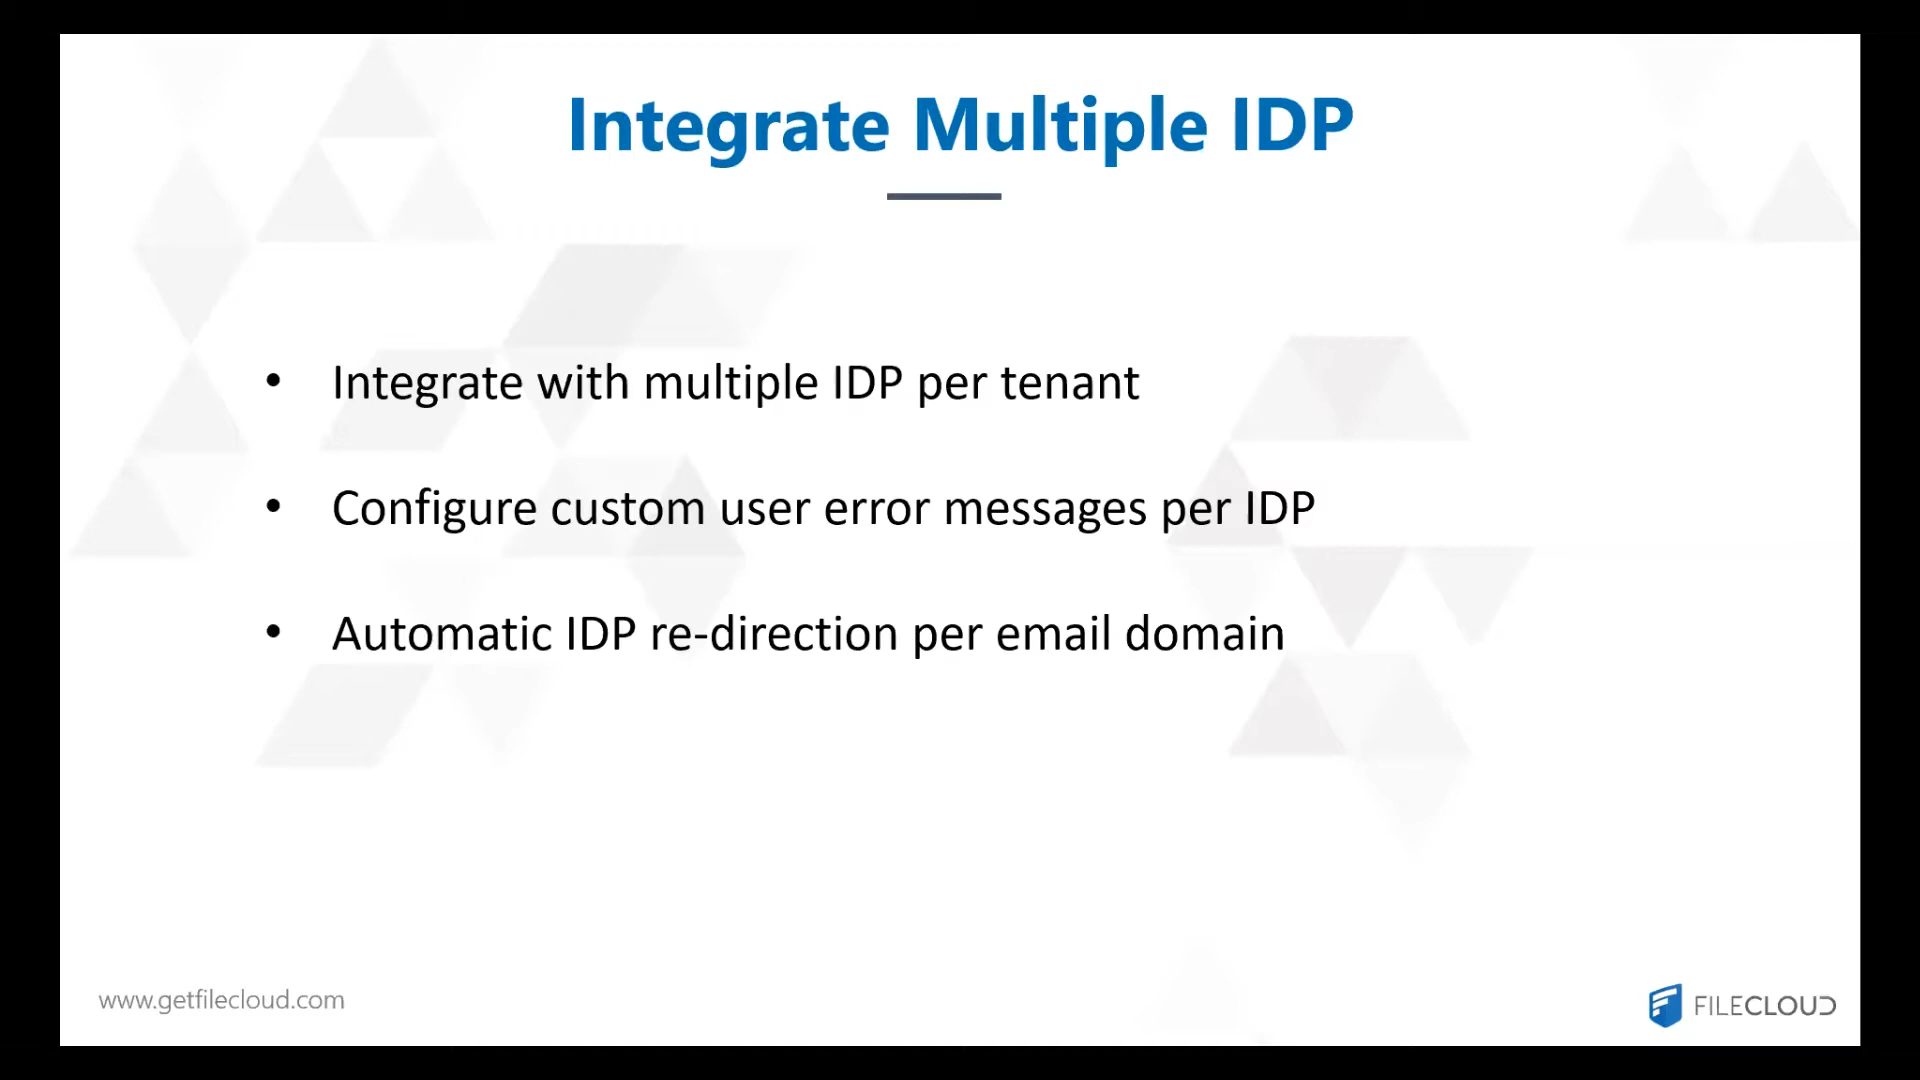 Integrate Multiple IDP
• Integrate with multiple IDP per tenant
• Configure custom user error messages per IDP
• Automatic IDP re-direction per email domain
www.getfilecloud.com
FILECLOUD